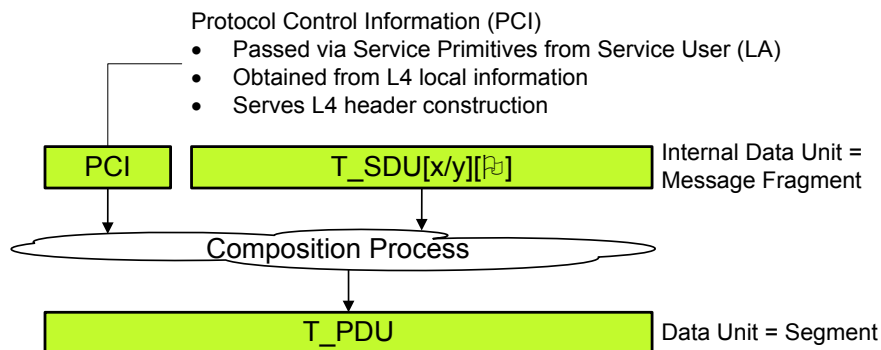 Protocol Control Information (PCI)
• Passed via Service Primitives from Service User (LA)
• Obtained from L4 local information
• Serves L4 header construction
PCI
T_SDU[x/y][⚐]
Internal Data Unit =
Message Fragment
Composition Process
T_PDU
Data Unit = Segment